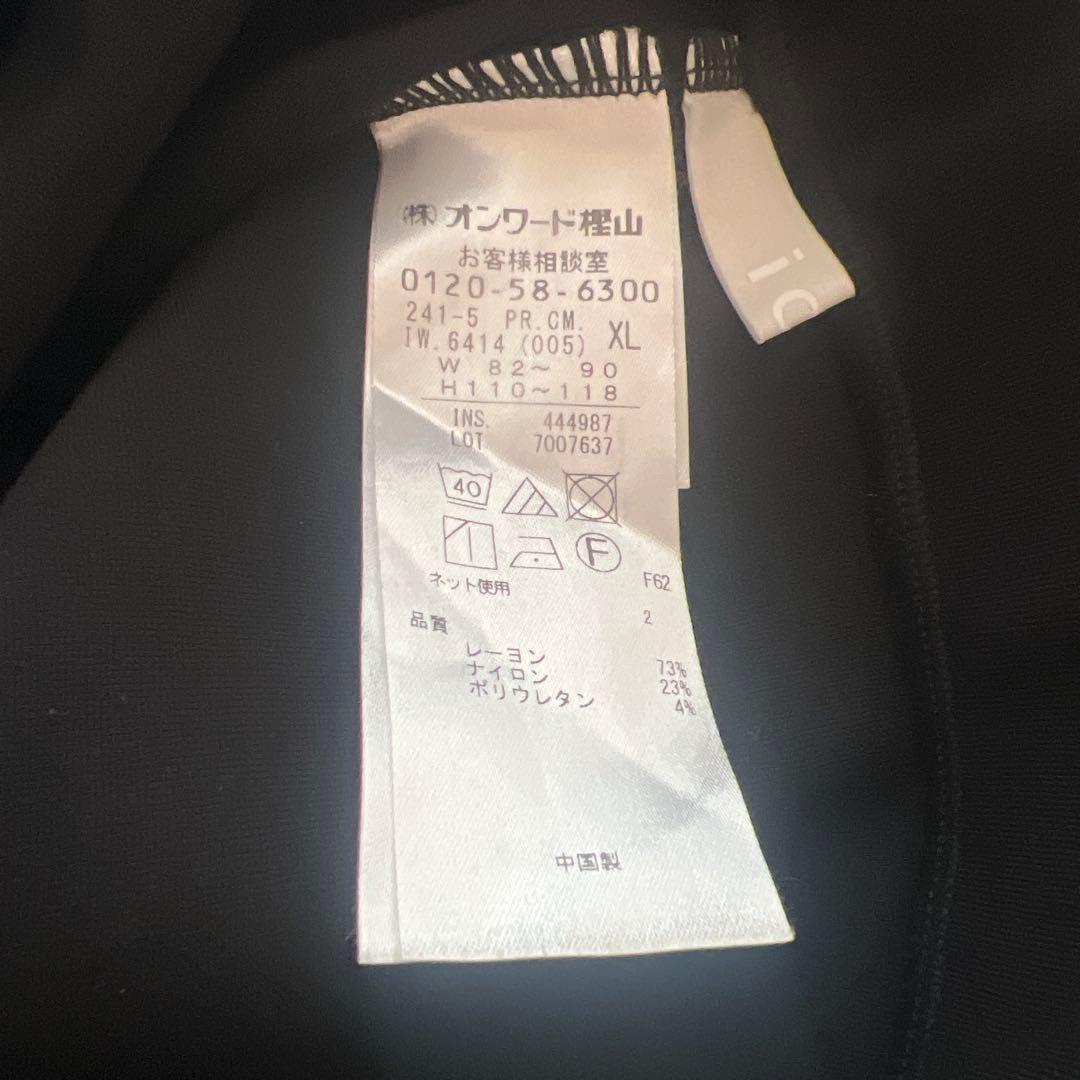 ㈱オンワード樫山
お客様相談室
0120-58-6300
241-5 PR.CM.
IW.6414 (005) XL
W 82～ 90
H110～118
INS. 444987
LOT 7007637
40
F
ネット使用 F62
品質 2
レーヨン 73%
ナイロン 23%
ポリウレタン 4%
中国製